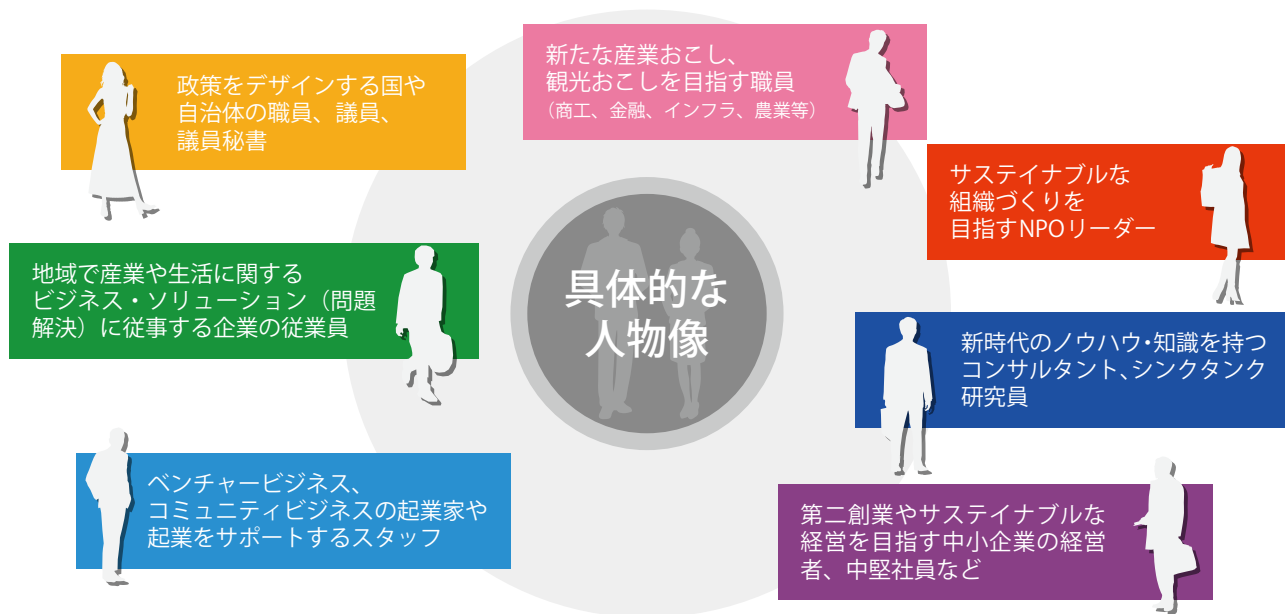 政策をデザインする国や
自治体の職員、議員、
議員秘書
新たな産業おこし、
観光おこしを目指す職員
（商工、金融、インフラ、農業等）
サステイナブルな
組織づくりを
目指すNPOリーダー
地域で産業や生活に関する
ビジネス・ソリューション（問題
解決）に従事する企業の従業員
具体的な
人物像
新時代のノウハウ・知識を持つ
コンサルタント、シンクタンク
研究員
ベンチャービジネス、
コミュニティビジネスの起業家や
起業をサポートするスタッフ
第二創業やサステイナブルな
経営を目指す中小企業の経営
者、中堅社員など